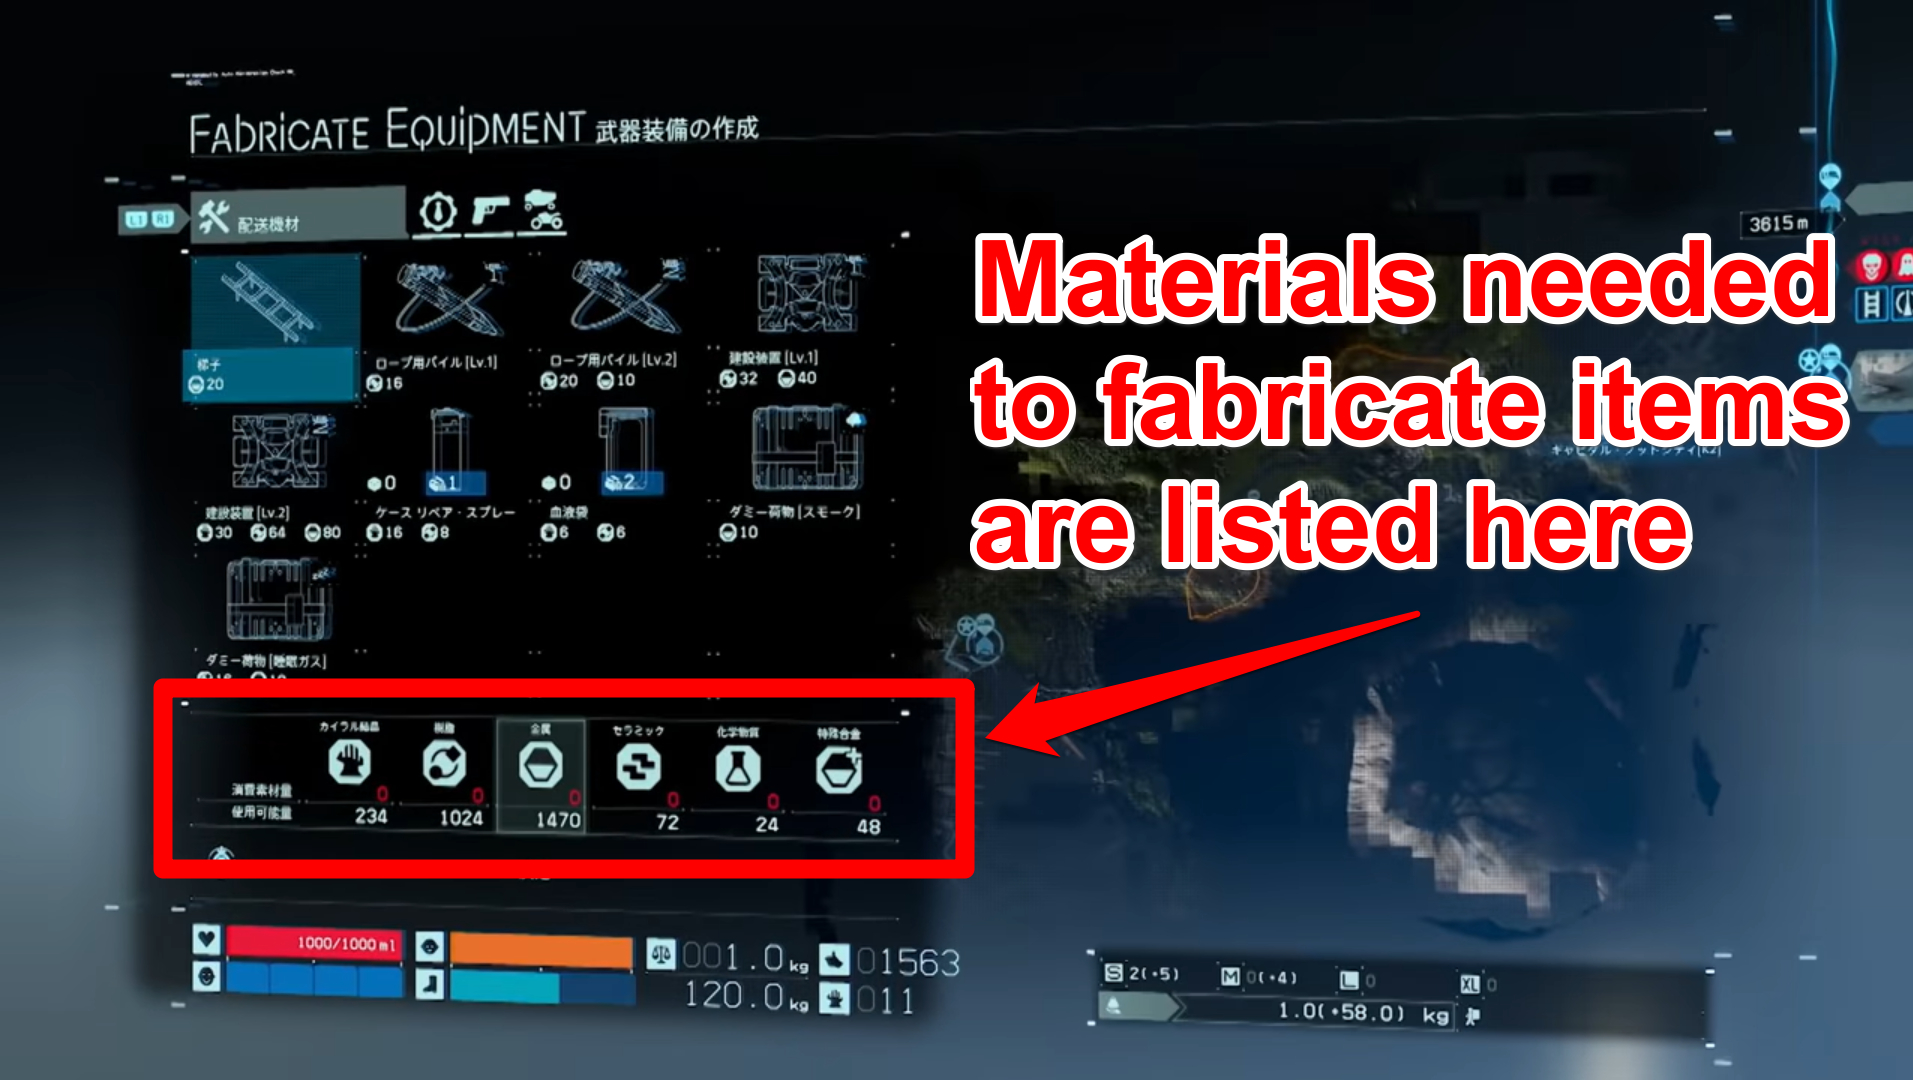 FAbRiCATE EQUipMENT 武器装備の作成
L1 R1
配送機材
3615 m
梯子
20
ロープ用パイル [Lv.1]
16
ロープ用パイル [Lv.2]
20 10
建設装置 [Lv.1]
32 40
建設装置 [Lv.2]
30 64 80
0 1
ケース リペア・スプレー
16 8
0 2
血液袋
6 6
ダミー荷物 [スモーク]
10
ダミー荷物 [睡眠ガス]
Materials needed
to fabricate items
are listed here
カイラル結晶 樹脂 金属 セラミック 化学物質 特殊合金
消費素材量 0 0 0 0 0 0
使用可能量 234 1024 1470 72 24 48
1000/1000 ml
001.0 kg
120.0 kg
01563
011
S 2(+5) M 0(+4) L 0 XL 0
1.0(+58.0) kg